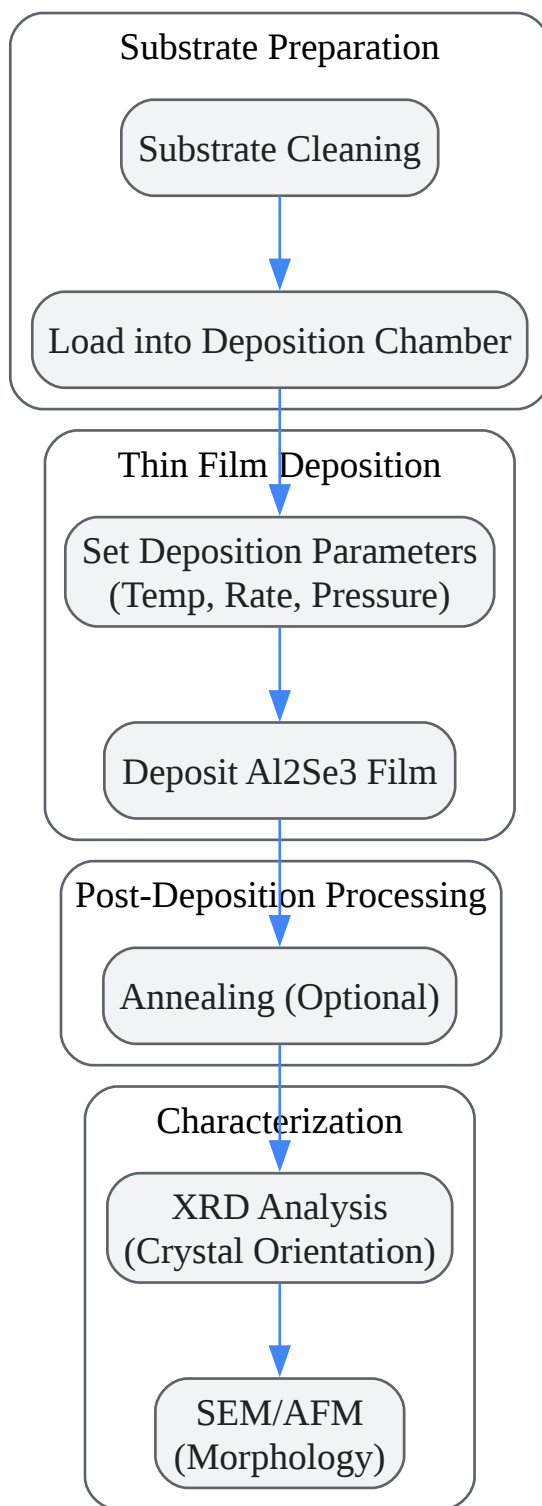 Substrate Preparation
Substrate Cleaning
Load into Deposition Chamber
Thin Film Deposition
Set Deposition Parameters
(Temp, Rate, Pressure)
Deposit Al2Se3 Film
Post-Deposition Processing
Annealing (Optional)
Characterization
XRD Analysis
(Crystal Orientation)
SEM/AFM
(Morphology)